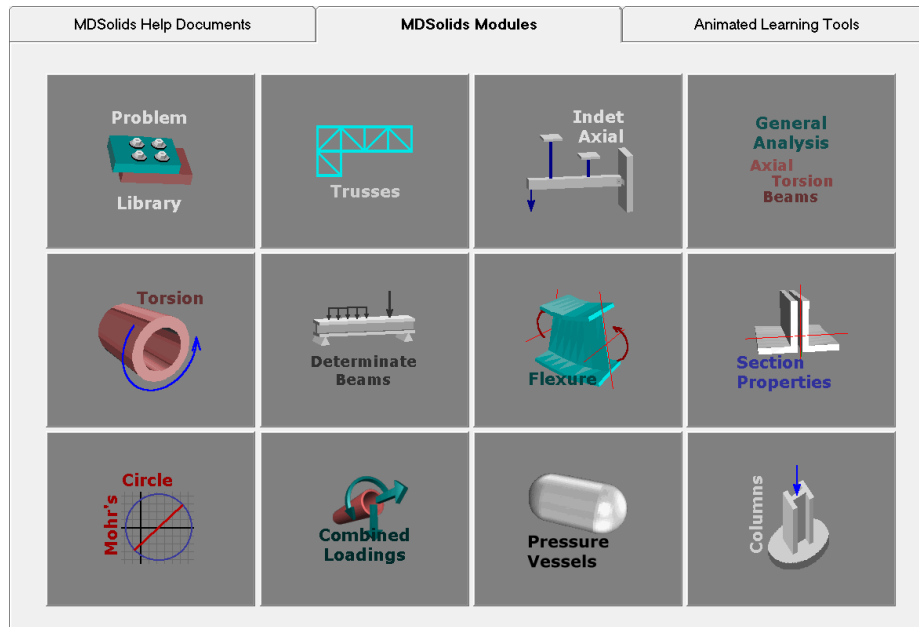 MDSolids Help Documents
MDSolids Modules
Animated Learning Tools
Problem
Library
Trusses
Indet
Axial
General
Analysis
Axial
Torsion
Beams
Torsion
Determinate
Beams
Flexure
Section
Properties
Mohr's
Circle
Combined
Loadings
Pressure
Vessels
Columns